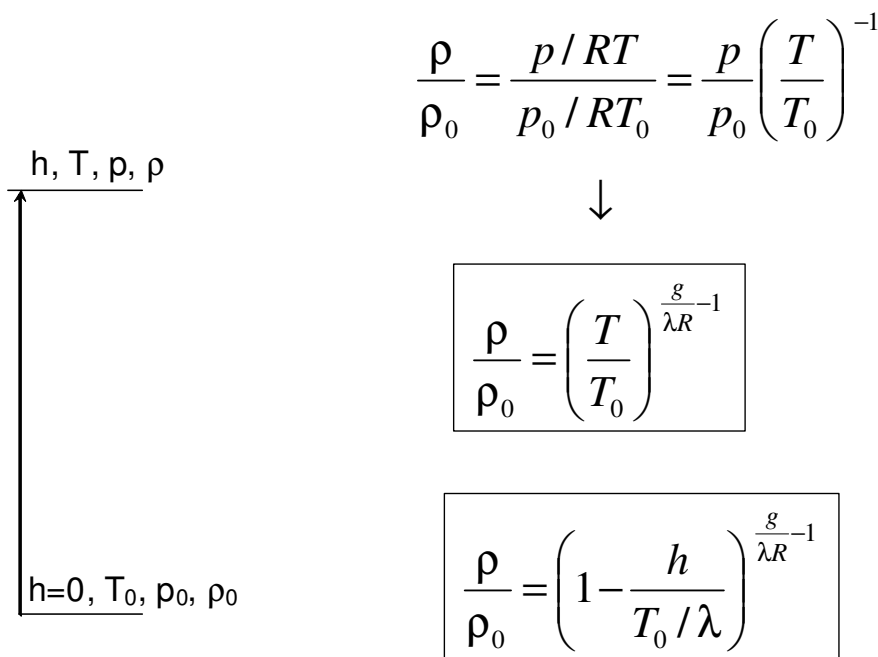 ρ/ρ₀ = (p / RT)/(p₀ / RT₀) = p/p₀ (T/T₀)⁻¹
h, T, p, ρ
↓
ρ/ρ₀ = (T/T₀)^(g/λR −1)
h=0, T₀, p₀, ρ₀
ρ/ρ₀ = (1 − h/(T₀ / λ))^(g/λR −1)